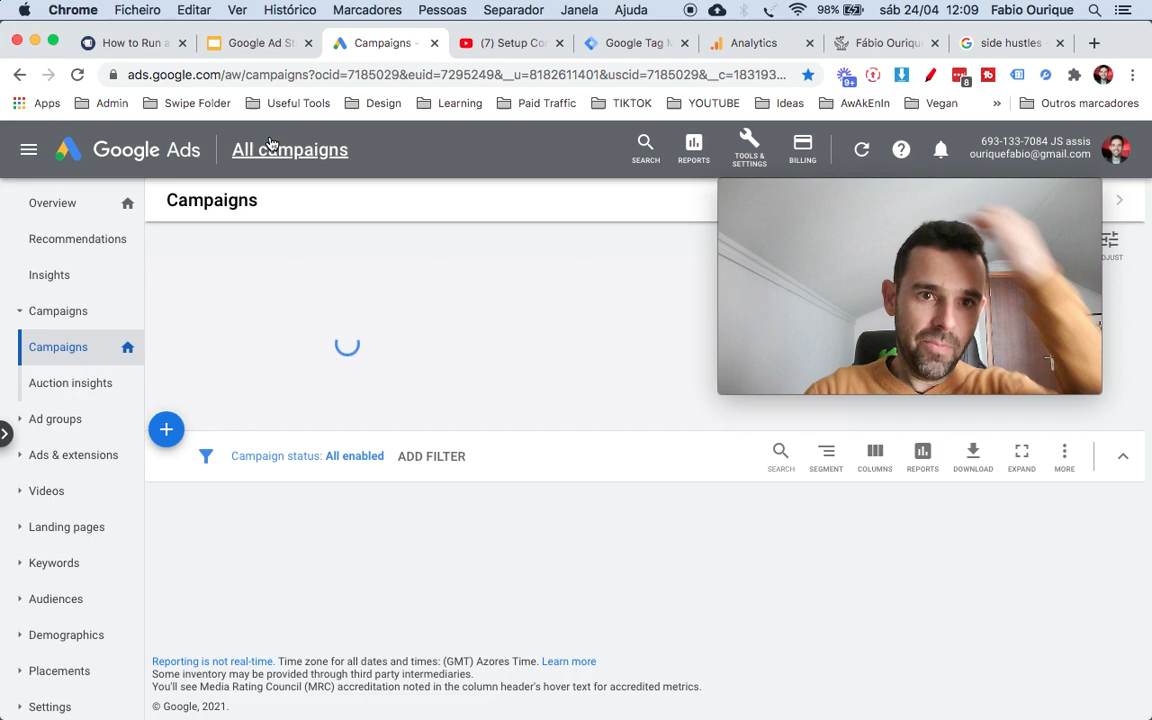 Chrome Ficheiro Editar Ver Histórico Marcadores Pessoas Separador Janela Ajuda 98% sáb 24/04 12:09 Fabio Ourique
How to Run a Google Ad St Campaigns - (7) Setup Co Google Tag M Analytics Fábio Ouriqu side hustles -
ads.google.com/aw/campaigns?ocid=7185029&euid=7295249&__u=8182611401&uscid=7185029&__c=183193... 9+ 8
Apps Admin Swipe Folder Useful Tools Design Learning Paid Traffic TIKTOK YOUTUBE Ideas AwAkEnIn Vegan » Outros marcadores
Google Ads All campaigns SEARCH REPORTS TOOLS & SETTINGS BILLING 693-133-7084 JS assis
ouriquefabio@gmail.com
Overview
Campaigns
Recommendations
DJUST
Insights
Campaigns
Campaigns
Auction insights
Ad groups
Ads & extensions
Campaign status: All enabled ADD FILTER SEARCH SEGMENT COLUMNS REPORTS DOWNLOAD EXPAND MORE
Videos
Landing pages
Keywords
Audiences
Demographics
Placements
Settings
Reporting is not real-time. Time zone for all dates and times: (GMT) Azores Time. Learn more
Some inventory may be provided through third party intermediaries.
You'll see Media Rating Council (MRC) accreditation noted in the column header's hover text for accredited metrics.
© Google, 2021.